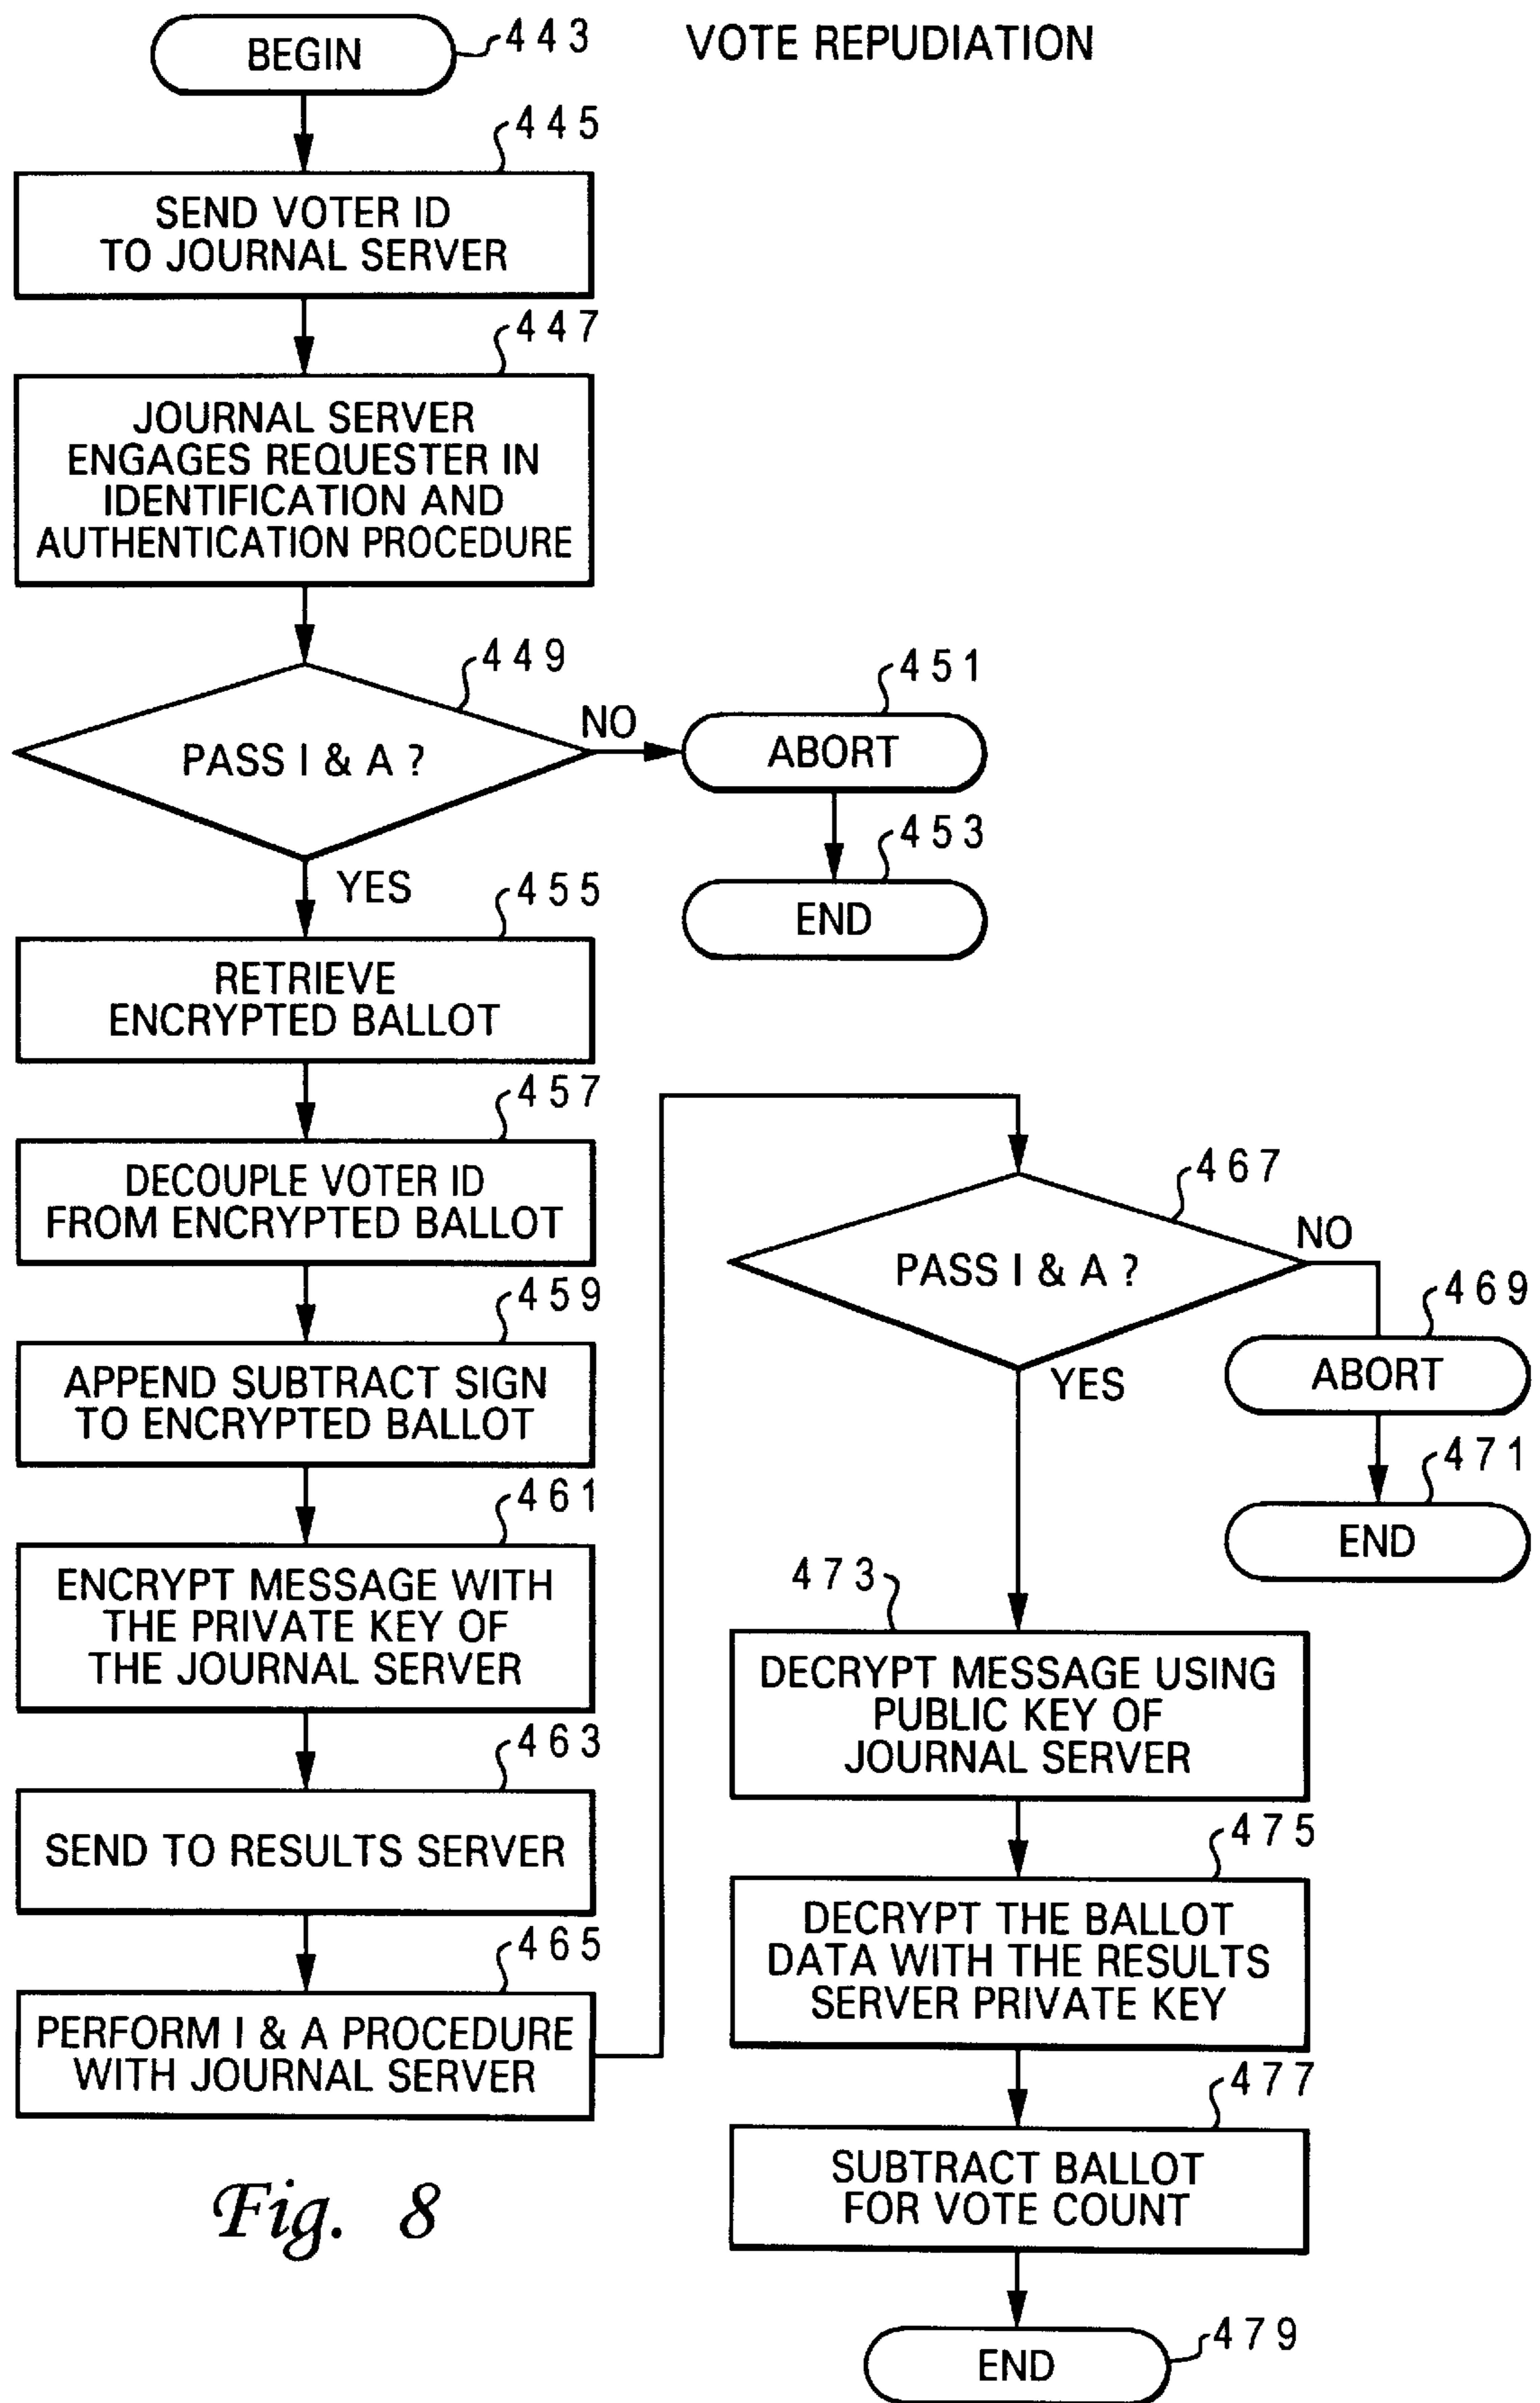 VOTE REPUDIATION
BEGIN
443
445
SEND VOTER ID
TO JOURNAL SERVER
447
JOURNAL SERVER
ENGAGES REQUESTER IN
IDENTIFICATION AND
AUTHENTICATION PROCEDURE
449
PASS I & A ?
NO
451
ABORT
453
END
YES
455
RETRIEVE
ENCRYPTED BALLOT
457
DECOUPLE VOTER ID
FROM ENCRYPTED BALLOT
459
APPEND SUBTRACT SIGN
TO ENCRYPTED BALLOT
461
ENCRYPT MESSAGE WITH
THE PRIVATE KEY OF
THE JOURNAL SERVER
463
SEND TO RESULTS SERVER
465
PERFORM I & A PROCEDURE
WITH JOURNAL SERVER
467
PASS I & A ?
NO
469
ABORT
471
END
YES
473
DECRYPT MESSAGE USING
PUBLIC KEY OF
JOURNAL SERVER
475
DECRYPT THE BALLOT
DATA WITH THE RESULTS
SERVER PRIVATE KEY
477
SUBTRACT BALLOT
FOR VOTE COUNT
479
END
Fig. 8